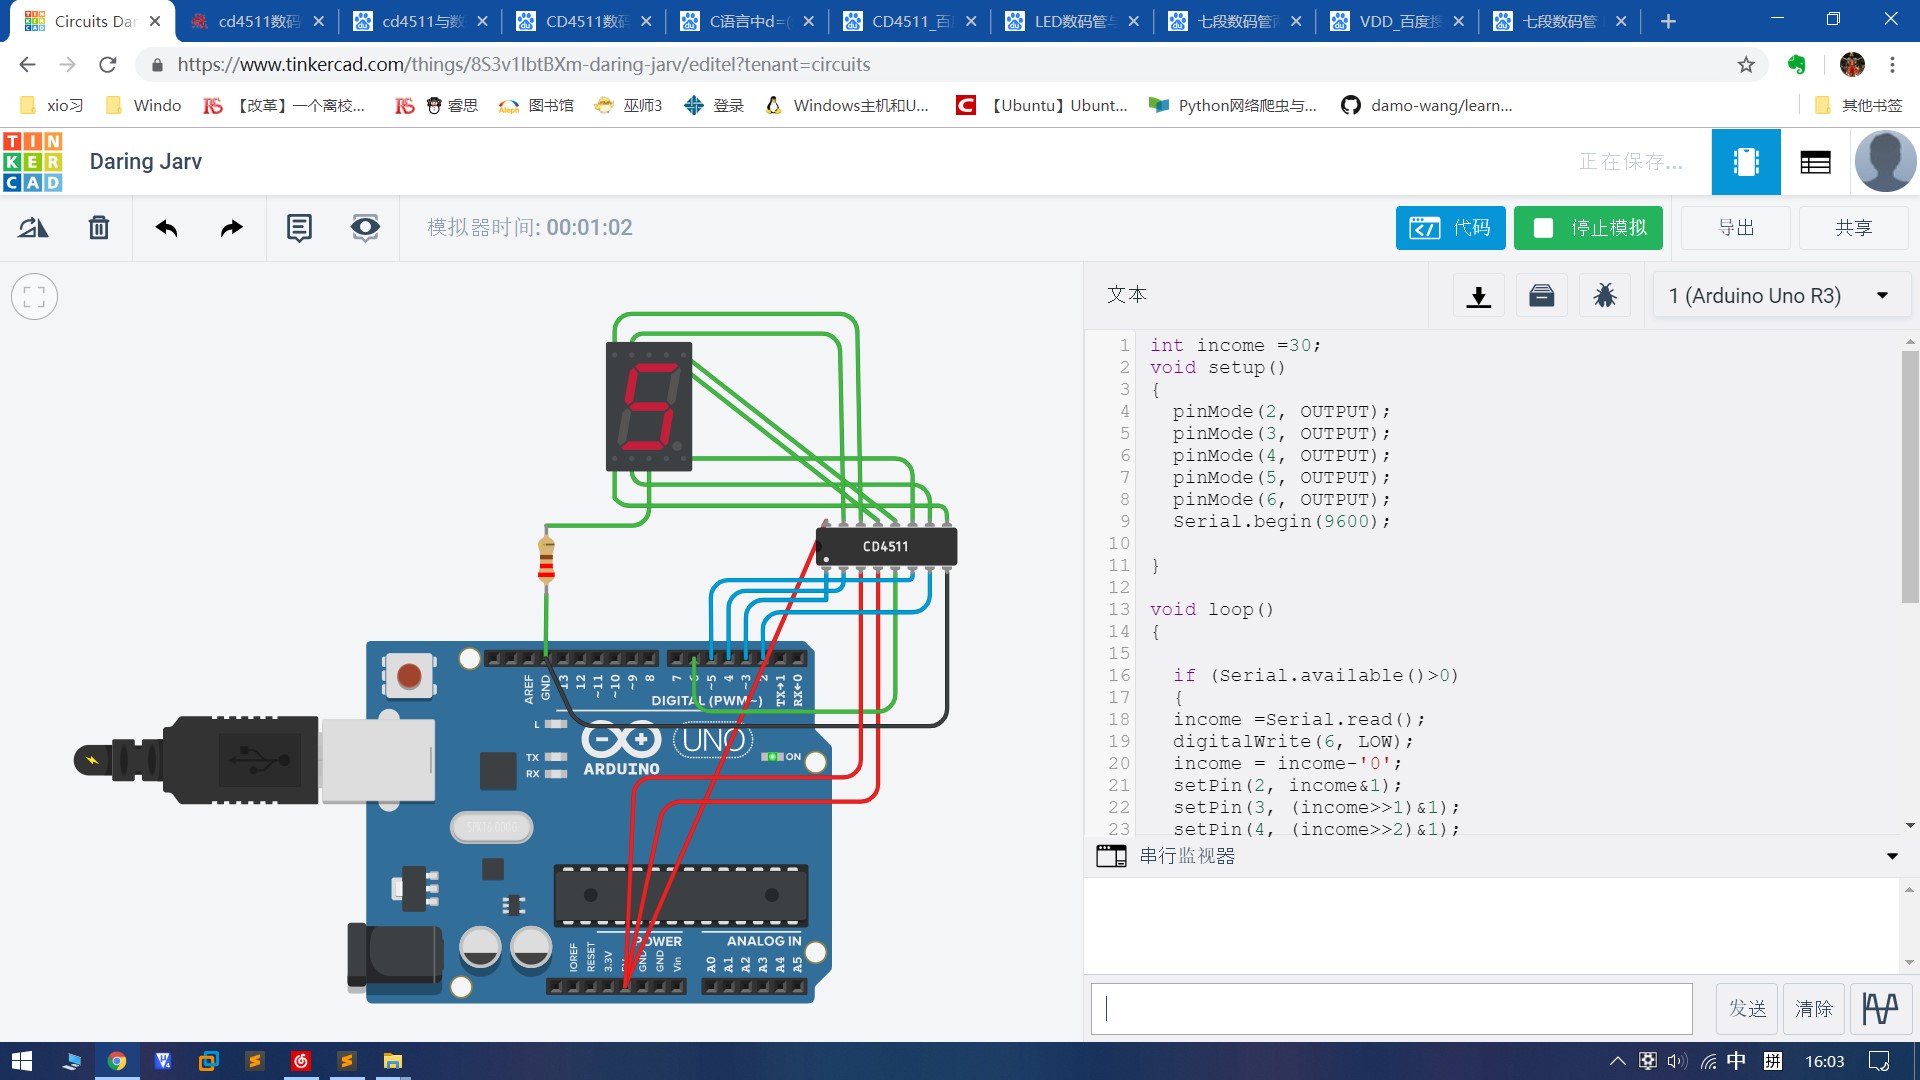 Circuits Dar
cd4511数码
cd4511与数
CD4511数码
C语言中d=(
CD4511_百
LED数码管与
七段数码管
VDD_百度搜
七段数码管
https://www.tinkercad.com/things/8S3v1lbtBXm-daring-jarv/editel?tenant=circuits
xio习
Windo
【改革】一个离校...
睿思
图书馆
巫师3
登录
Windows主机和U...
【Ubuntu】Ubunt...
Python网络爬虫与...
damo-wang/learn...
其他书签
TIN
KER
CAD
Daring Jarv
正在保存...
模拟器时间: 00:01:02
代码
停止模拟
导出
共享
文本
1 (Arduino Uno R3)
1 int income =30;
2 void setup()
3 {
4 pinMode(2, OUTPUT);
5 pinMode(3, OUTPUT);
6 pinMode(4, OUTPUT);
7 pinMode(5, OUTPUT);
8 pinMode(6, OUTPUT);
9 Serial.begin(9600);
10
11 }
12
13 void loop()
14 {
15
16 if (Serial.available()>0)
17 {
18 income =Serial.read();
19 digitalWrite(6, LOW);
20 income = income-'0';
21 setPin(2, income&1);
22 setPin(3, (income>>1)&1);
23 setPin(4, (income>>2)&1);
串行监视器
发送
清除
5
CD4511
AREF
GND
13
12
~11
~10
~9
8
7
~5
4
~3
2
TX→1
RX←0
DIGITAL (PWM~)
L
TX
RX
ARDUINO
UNO
ON
POWER
ANALOG IN
IOREF
RESET
3.3V
GND
GND
Vin
A0
A1
A2
A3
A4
A5
中
拼
16:03